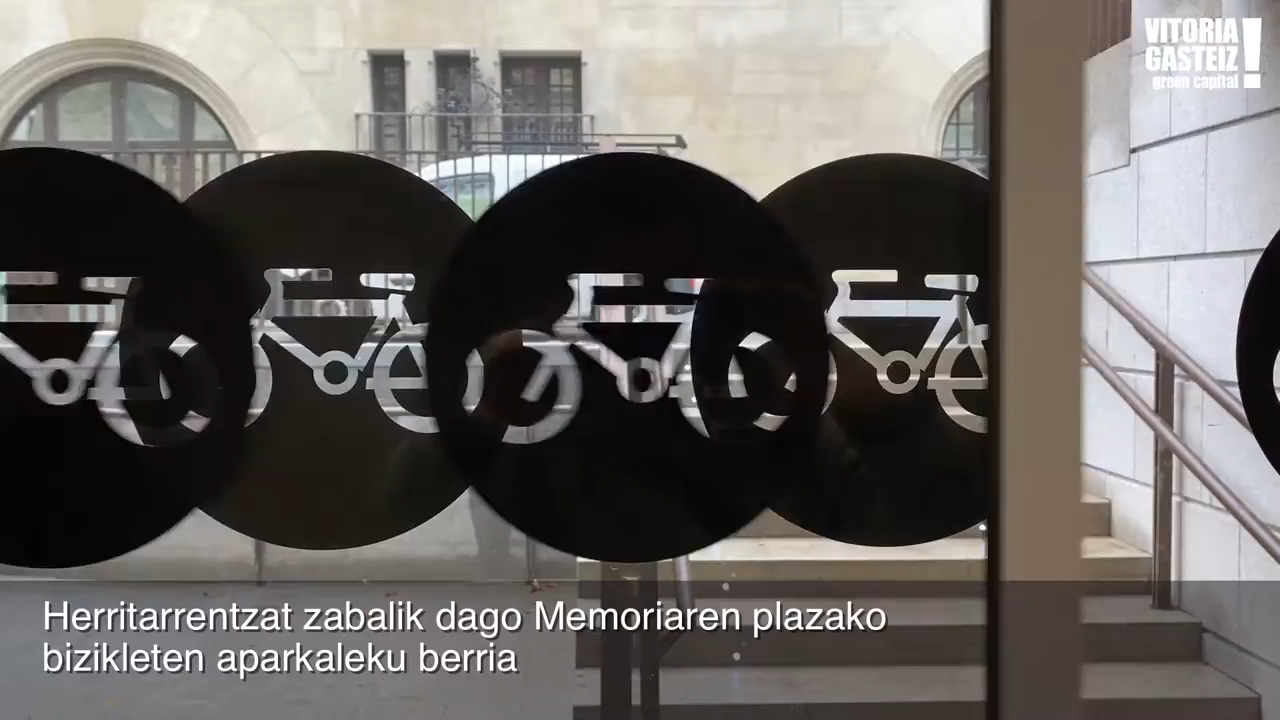 VITORIA
GASTEIZ!
green capital
Herritarrentzat zabalik dago Memoriaren plazako
bizikleten aparkaleku berria